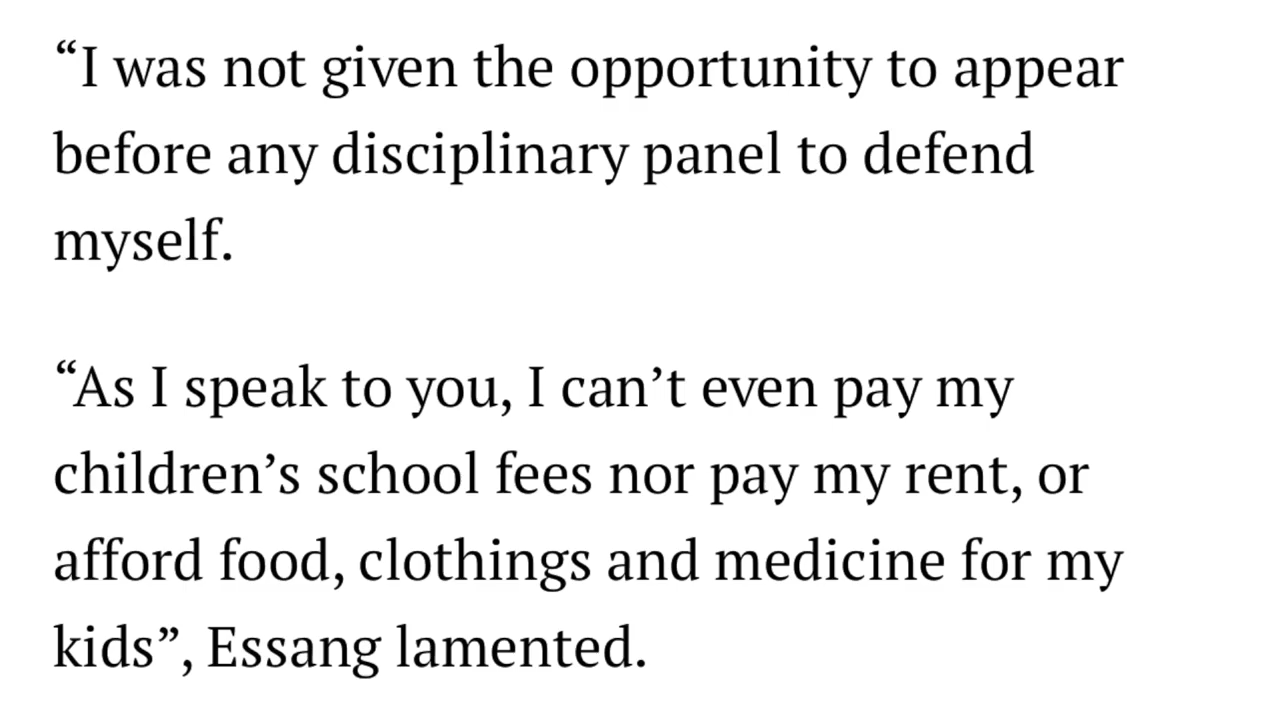 “I was not given the opportunity to appear
before any disciplinary panel to defend
myself.
“As I speak to you, I can’t even pay my
children’s school fees nor pay my rent, or
afford food, clothings and medicine for my
kids”, Essang lamented.